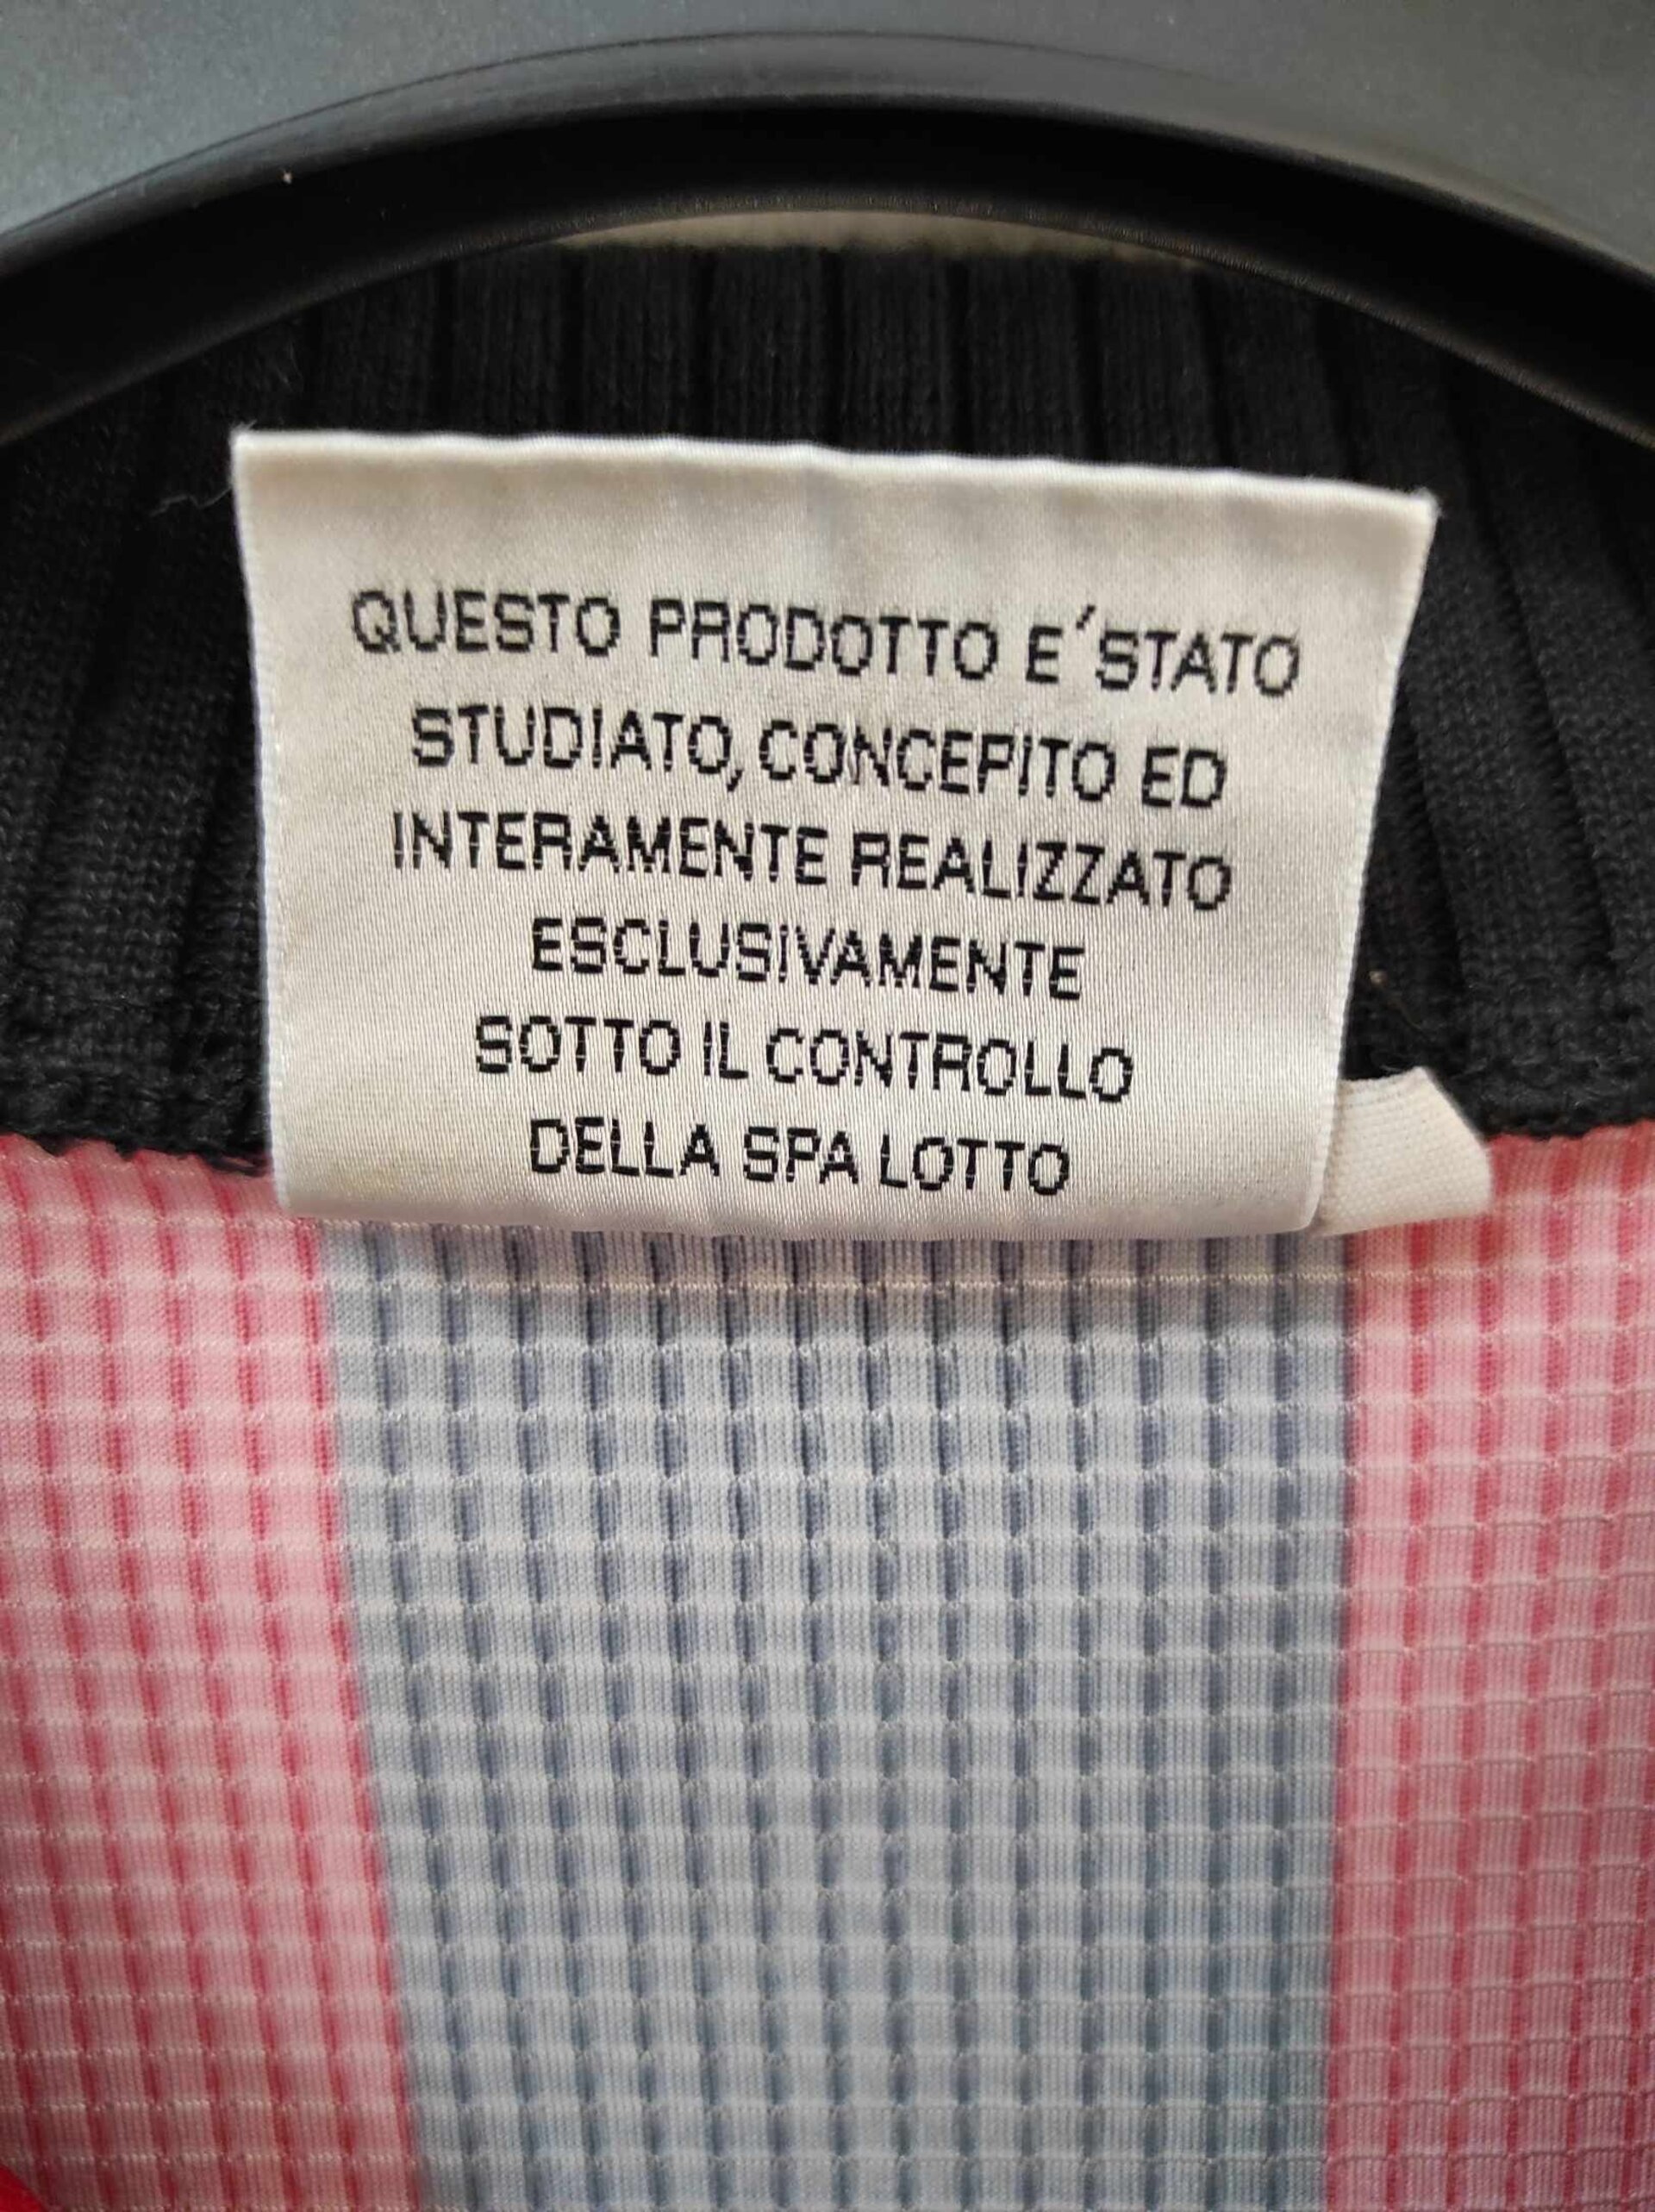 QUESTO PRODOTTO E´STATO
STUDIATO, CONCEPITO ED
INTERAMENTE REALIZZATO
ESCLUSIVAMENTE
SOTTO IL CONTROLLO
DELLA SPA LOTTO